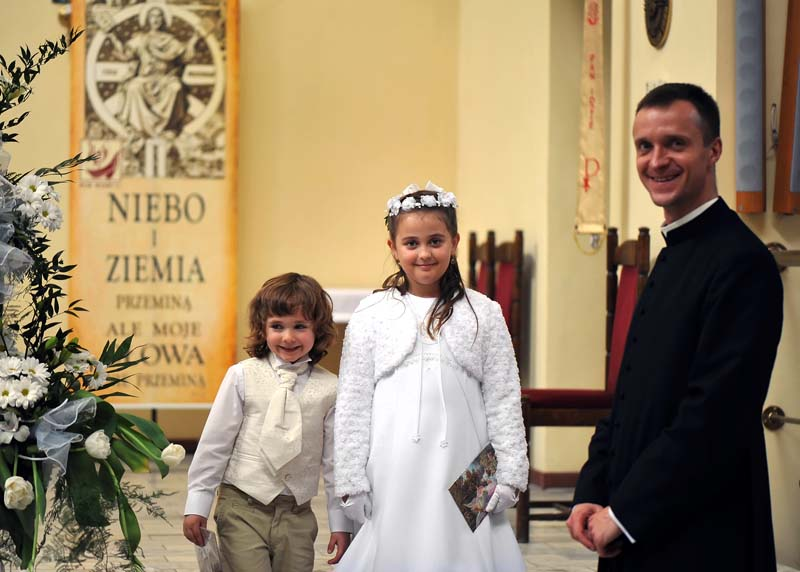 NIEBO
i
ZIEMIA
PRZEMINĄ
ALE MOJE
SŁOWA
PRZEMINĄ